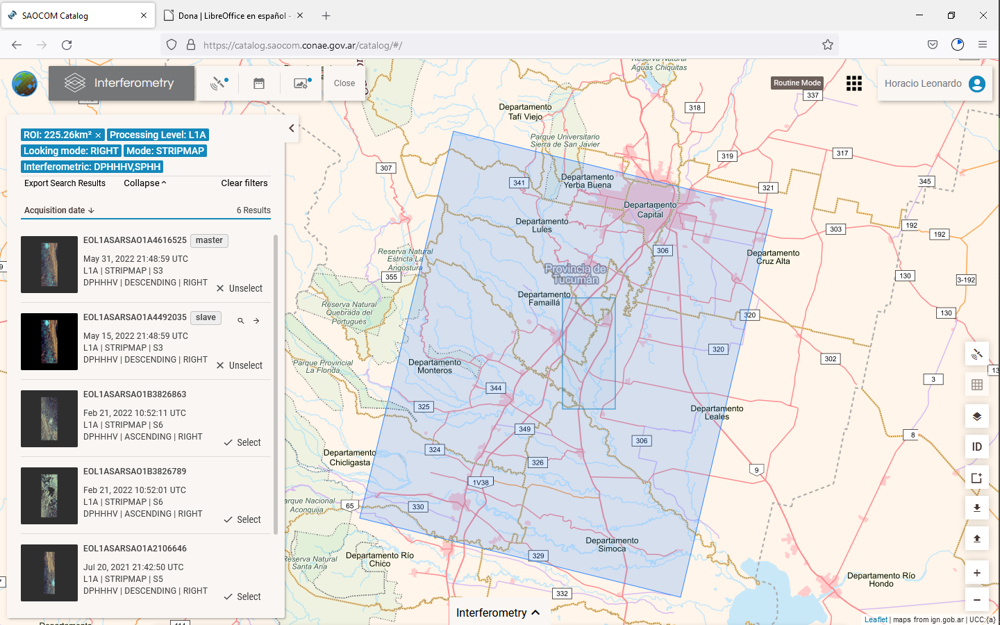 SAOCOM Catalog
Dona | LibreOffice en español -
https://catalog.saocom.conae.gov.ar/catalog/#/
Interferometry
Close
Routine Mode
Horacio Leonardo
ROI: 225.26km² × Processing Level: L1A
Looking mode: RIGHT Mode: STRIPMAP
Interferometric: DPHHHV,SPHH
Export Search Results Collapse Clear filters
Acquisition date 6 Results
EOL1ASARSAO1A4616525 master
May 31, 2022 21:48:59 UTC
L1A | STRIPMAP | S3
DPHHHV | DESCENDING | RIGHT
Unselect
EOL1ASARSAO1A4492035 slave
May 15, 2022 21:48:59 UTC
L1A | STRIPMAP | S3
DPHHHV | DESCENDING | RIGHT
Unselect
EOL1ASARSAO1B3826863
Feb 21, 2022 10:52:11 UTC
L1A | STRIPMAP | S6
DPHHHV | ASCENDING | RIGHT
Select
EOL1ASARSAO1B3826789
Feb 21, 2022 10:52:01 UTC
L1A | STRIPMAP | S6
DPHHHV | ASCENDING | RIGHT
Select
EOL1ASARSAO1A2106646
Jul 20, 2021 21:42:50 UTC
L1A | STRIPMAP | S5
DPHHHV | DESCENDING | RIGHT
Select
Reserva Natural
Aguas Chiquitas
337
318
Departamento
Tafí Viejo
Parque Universitario
Sierra de San Javier
317
319
307
341
Departamento
Yerba Buena
321
345
Departamento
Capital
Departamento
Lules
303
192
192
306
Reserva Natural
Estricta La
Angostura
Departamento
Cruz Alta
355
Provincia de
Tucumán
130
3-192
Departamento
Famaillá
Reserva Natural
Quebrada del
Portugués
320
130
320
302
Parque Provincial
La Florida
Departamento
Monteros
3
344
325
Departamento
Leales
349
306
8
324
Departamento
Chicligasta
326
9
1V38
65
330
arque Nacional
Aconquija
Departamento
Simoca
329
Departamento Río
Chico
Reserva Natural
Santa Ana
Departamento Río
Hondo
332
ID
+
−
Interferometry
Leaflet | maps from ign.gob.ar | UCC:{a}